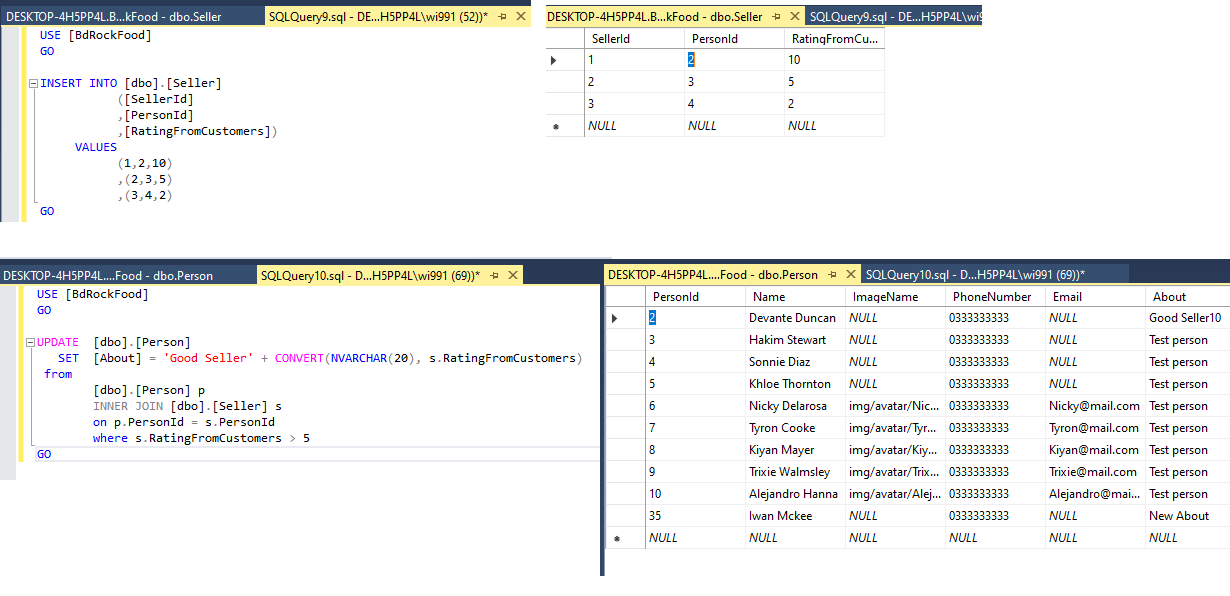 DESKTOP-4H5PP4L.B...kFood - dbo.Seller SQLQuery9.sql - DE...H5PP4L\wi991 (52))*
USE [BdRockFood]
GO
INSERT INTO [dbo].[Seller]
([SellerId]
,[PersonId]
,[RatingFromCustomers])
VALUES
(1,2,10)
,(2,3,5)
,(3,4,2)
GO
DESKTOP-4H5PP4L.B...kFood - dbo.Seller SQLQuery9.sql - DE...H5PP4L\wi9
SellerId PersonId RatingFromCu...
1 2 10
2 3 5
3 4 2
NULL NULL NULL
DESKTOP-4H5PP4L....Food - dbo.Person SQLQuery10.sql - D...H5PP4L\wi991 (69))*
USE [BdRockFood]
GO
UPDATE [dbo].[Person]
SET [About] = 'Good Seller' + CONVERT(NVARCHAR(20), s.RatingFromCustomers)
from
[dbo].[Person] p
INNER JOIN [dbo].[Seller] s
on p.PersonId = s.PersonId
where s.RatingFromCustomers > 5
GO
DESKTOP-4H5PP4L....Food - dbo.Person SQLQuery10.sql - D...H5PP4L\wi991 (69))*
PersonId Name ImageName PhoneNumber Email About
2 Devante Duncan NULL 0333333333 NULL Good Seller10
3 Hakim Stewart NULL 0333333333 NULL Test person
4 Sonnie Diaz NULL 0333333333 NULL Test person
5 Khloe Thornton NULL 0333333333 NULL Test person
6 Nicky Delarosa img/avatar/Nic... 0333333333 Nicky@mail.com Test person
7 Tyron Cooke img/avatar/Tyr... 0333333333 Tyron@mail.com Test person
8 Kiyan Mayer img/avatar/Kiy... 0333333333 Kiyan@mail.com Test person
9 Trixie Walmsley img/avatar/Trix... 0333333333 Trixie@mail.com Test person
10 Alejandro Hanna img/avatar/Alej... 0333333333 Alejandro@mai... Test person
35 Iwan Mckee NULL 0333333333 NULL New About
NULL NULL NULL NULL NULL NULL